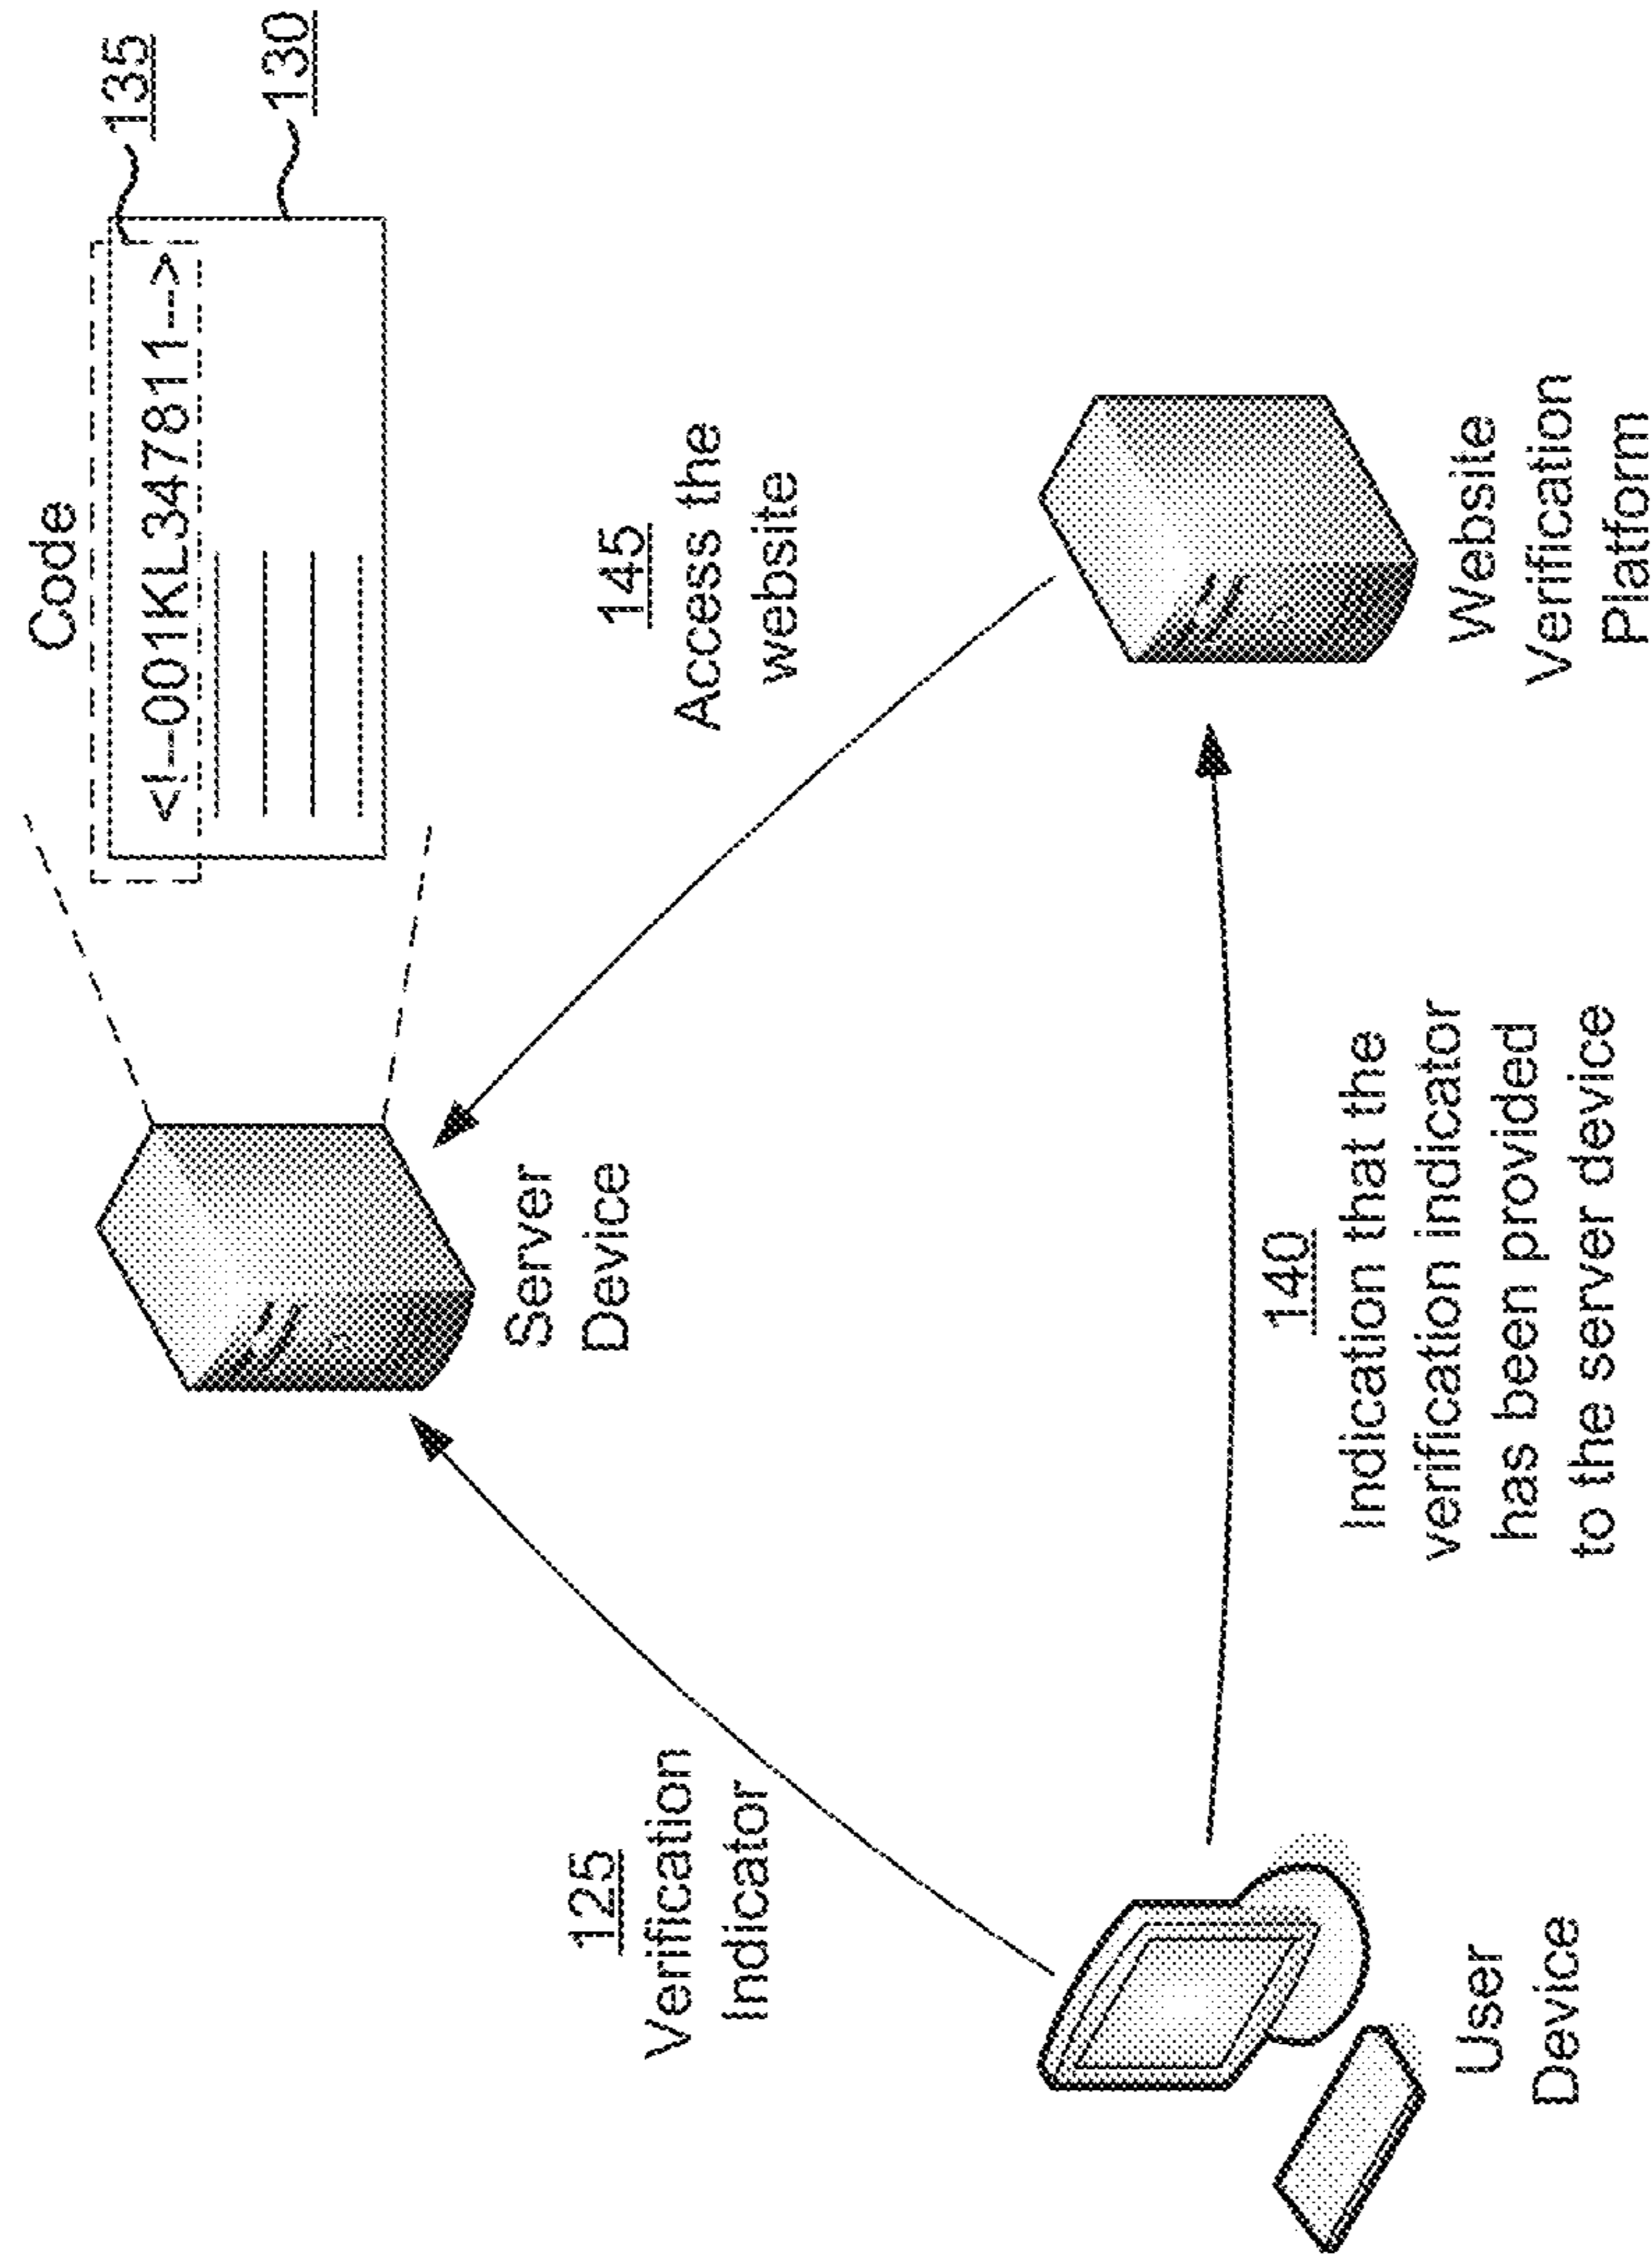 Code
<!--001KL347811--->
135
130
Server
Device
125
Verification
Indicator
145
Access the
website
140
Indication that the
verification indicator
has been provided
to the server device
User
Device
Website
Verification
Platform